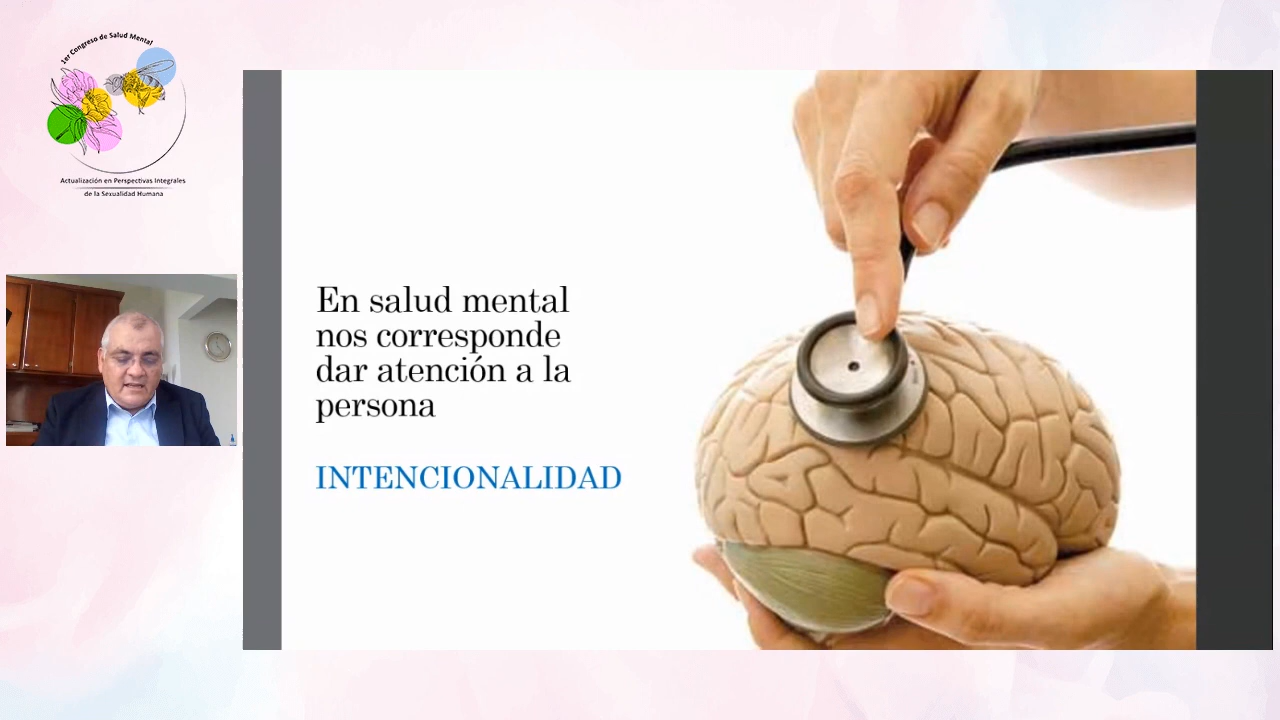 1er Congreso de Salud Mental
Actualización en Perspectivas Integrales
de la Sexualidad Humana
En salud mental
nos corresponde
dar atención a la
persona
INTENCIONALIDAD